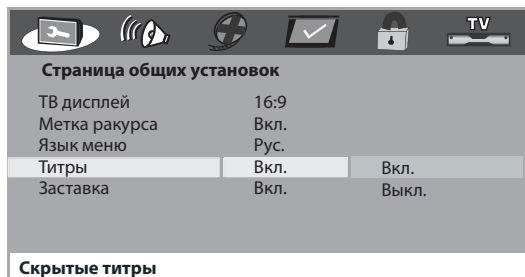 TV
Страница общих установок
ТВ дисплей 16:9
Метка ракурса Вкл.
Язык меню Рус.
Титры Вкл. Вкл.
Заставка Вкл. Выкл.
Скрытые титры